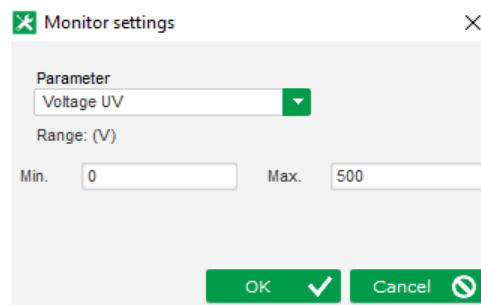 Monitor settings
Parameter
Voltage UV
Range: (V)
Min. 0 Max. 500
OK Cancel